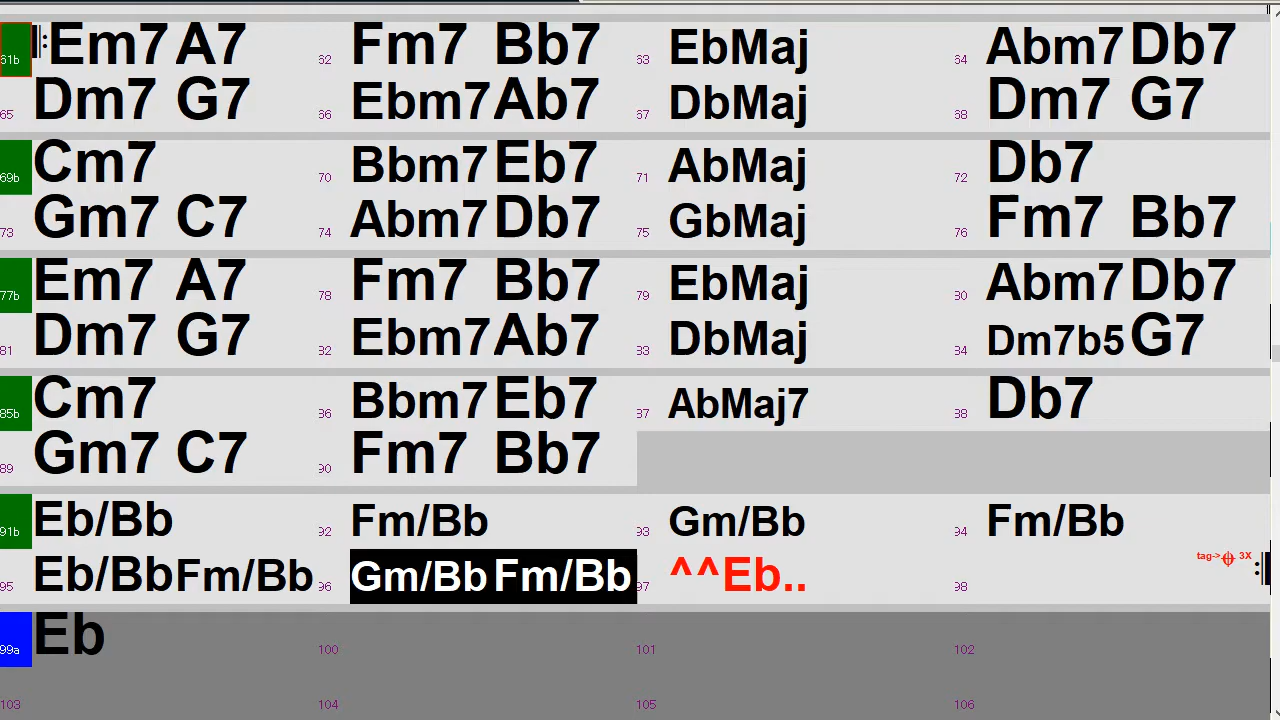 61b Em7 A7 62 Fm7 Bb7 63 EbMaj 64 Abm7 Db7
65 Dm7 G7 66 Ebm7 Ab7 67 DbMaj 68 Dm7 G7
69b Cm7 70 Bbm7 Eb7 71 AbMaj 72 Db7
73 Gm7 C7 74 Abm7 Db7 75 GbMaj 76 Fm7 Bb7
77b Em7 A7 78 Fm7 Bb7 79 EbMaj 80 Abm7 Db7
81 Dm7 G7 82 Ebm7 Ab7 83 DbMaj 84 Dm7b5 G7
85b Cm7 86 Bbm7 Eb7 87 AbMaj7 88 Db7
89 Gm7 C7 90 Fm7 Bb7
91b Eb/Bb 92 Fm/Bb 93 Gm/Bb 94 Fm/Bb
95 Eb/Bb Fm/Bb 96 Gm/Bb Fm/Bb 97 ^^Eb.. 98 tag-> 3X
99a Eb 100 101 102
103 104 105 106